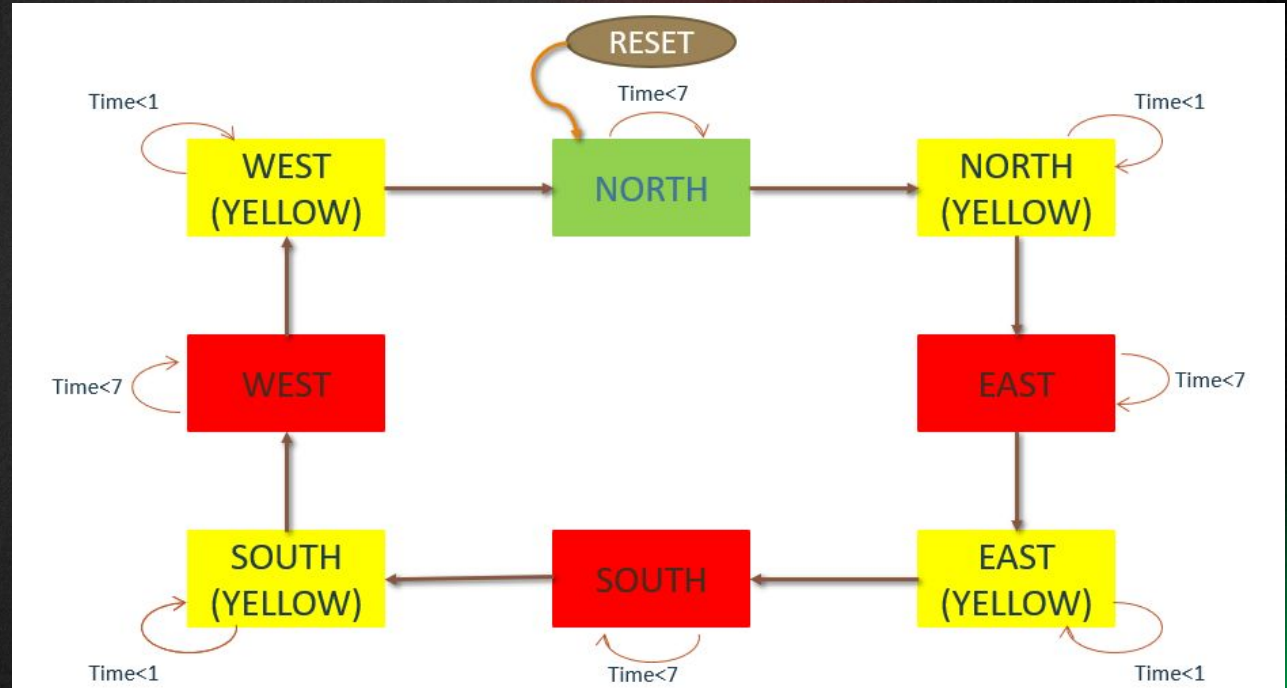 RESET
Time<7
Time<1
Time<1
WEST
(YELLOW)
NORTH
NORTH
(YELLOW)
Time<7
WEST
EAST
Time<7
SOUTH
(YELLOW)
SOUTH
EAST
(YELLOW)
Time<1
Time<7
Time<1